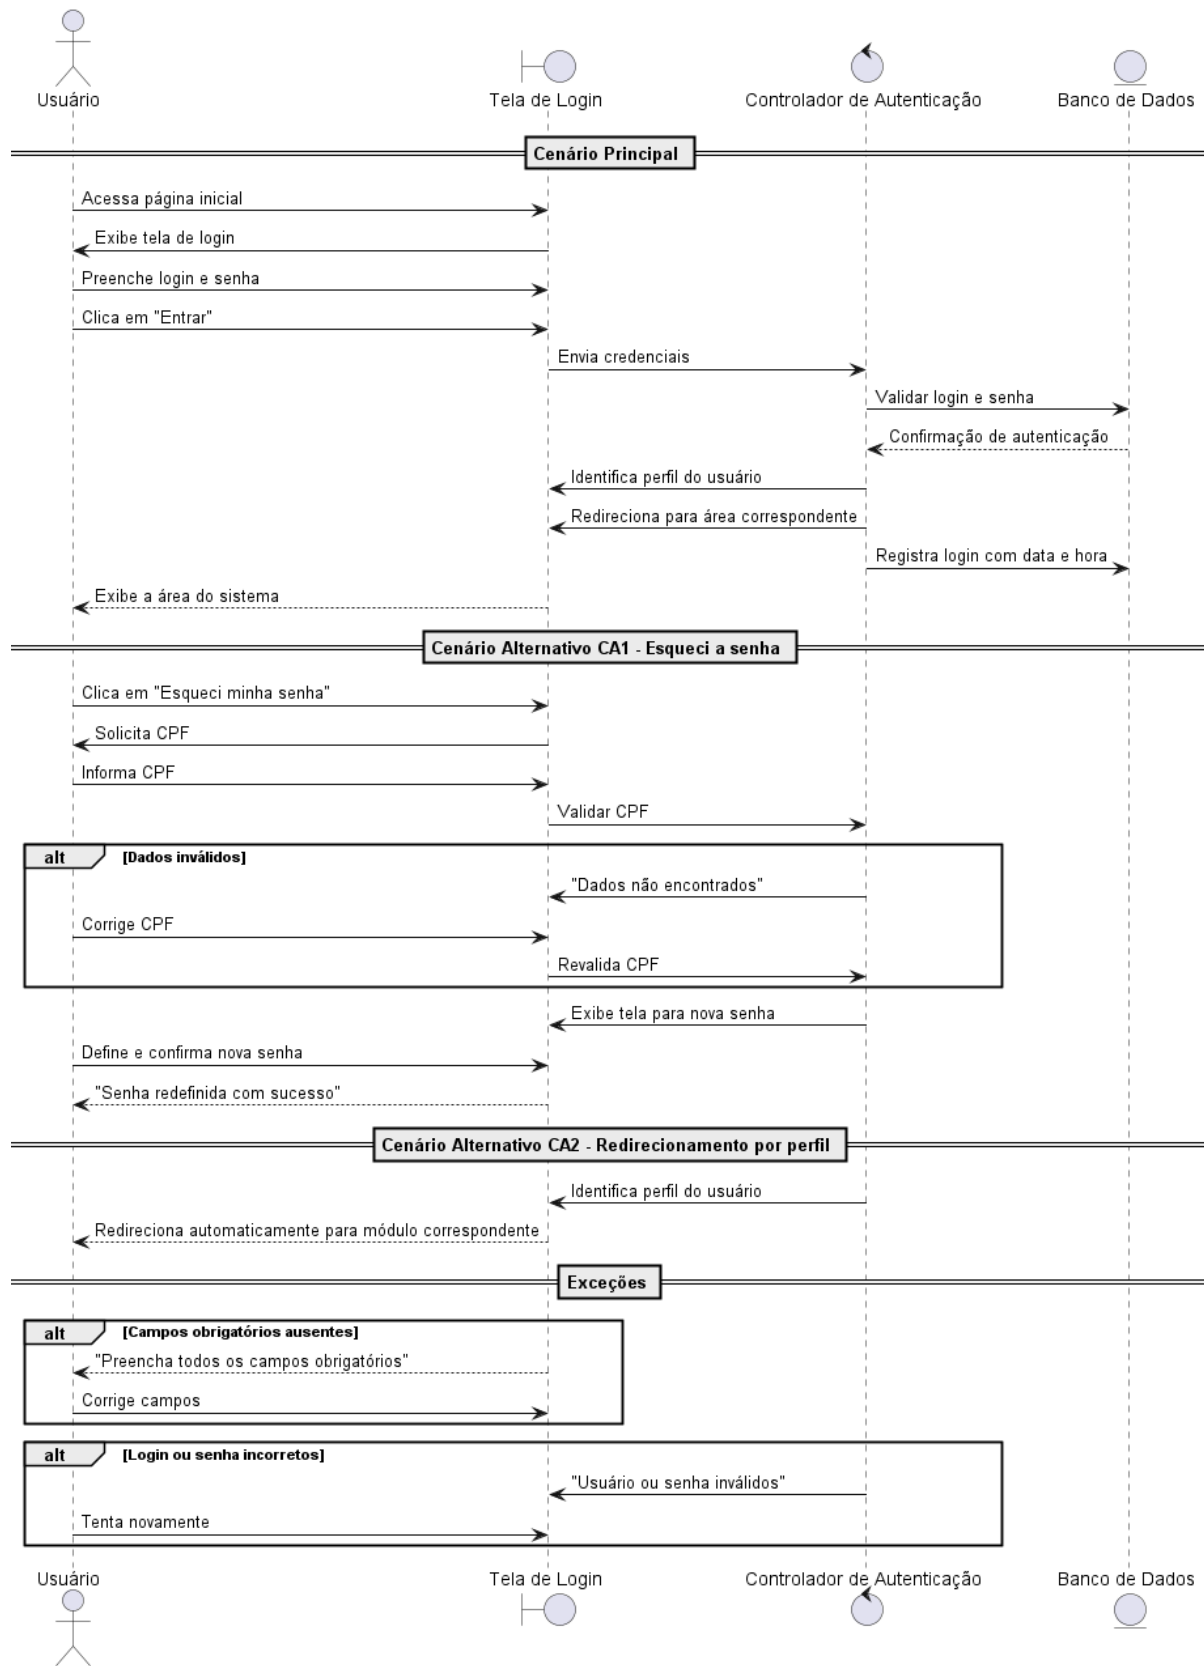 Usuário
Tela de Login
Controlador de Autenticação
Banco de Dados
Cenário Principal
Acessa página inicial
Exibe tela de login
Preenche login e senha
Clica em "Entrar"
Envia credenciais
Validar login e senha
Confirmação de autenticação
Identifica perfil do usuário
Redireciona para área correspondente
Registra login com data e hora
Exibe a área do sistema
Cenário Alternativo CA1 - Esqueci a senha
Clica em "Esqueci minha senha"
Solicita CPF
Informa CPF
Validar CPF
alt [Dados inválidos]
"Dados não encontrados"
Corrige CPF
Revalida CPF
Exibe tela para nova senha
Define e confirma nova senha
"Senha redefinida com sucesso"
Cenário Alternativo CA2 - Redirecionamento por perfil
Identifica perfil do usuário
Redireciona automaticamente para módulo correspondente
Exceções
alt [Campos obrigatórios ausentes]
"Preencha todos os campos obrigatórios"
Corrige campos
alt [Login ou senha incorretos]
"Usuário ou senha inválidos"
Tenta novamente
Usuário
Tela de Login
Controlador de Autenticação
Banco de Dados